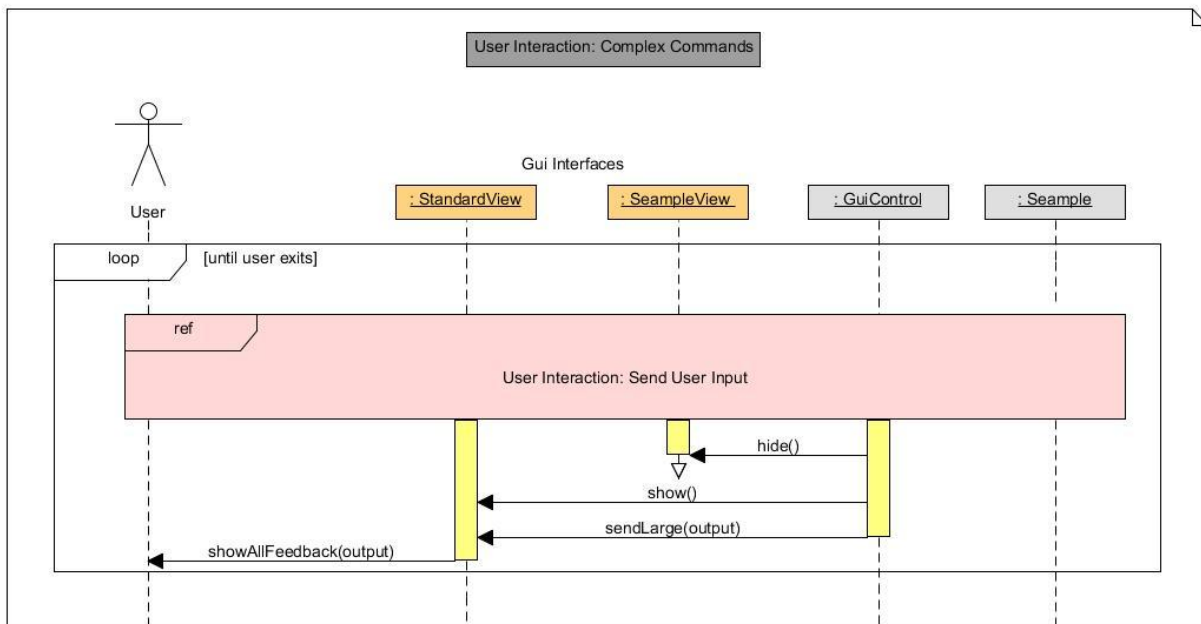 User Interaction: Complex Commands
Gui Interfaces
User
: StandardView
: SeampleView
: GuiControl
: Seample
loop
[until user exits]
ref
User Interaction: Send User Input
hide()
show()
sendLarge(output)
showAllFeedback(output)